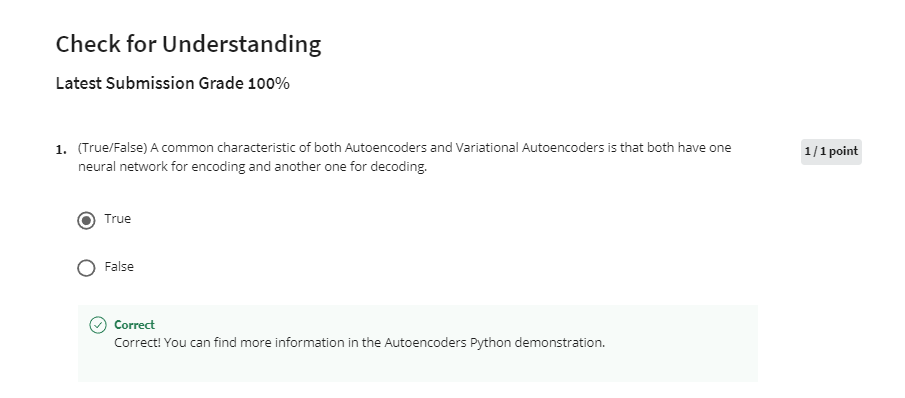 Check for Understanding
Latest Submission Grade 100%
1. (True/False) A common characteristic of both Autoencoders and Variational Autoencoders is that both have one
neural network for encoding and another one for decoding.
1 / 1 point
True
False
Correct
Correct! You can find more information in the Autoencoders Python demonstration.